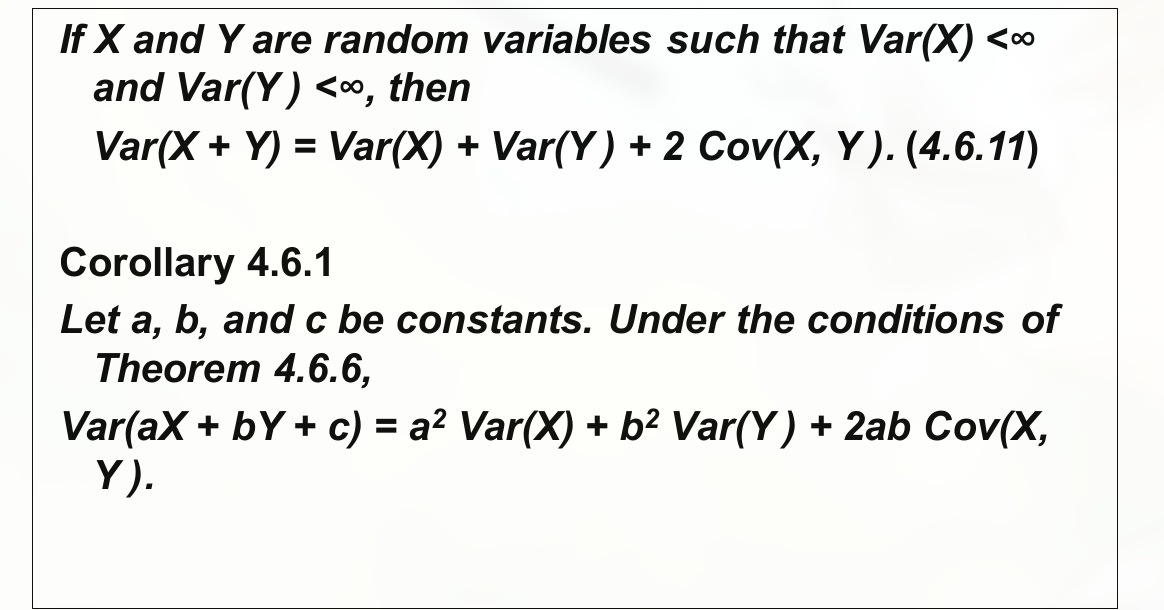 If X and Y are random variables such that Var(X) <∞
and Var(Y ) <∞, then
Var(X + Y) = Var(X) + Var(Y ) + 2 Cov(X, Y ). (4.6.11)
Corollary 4.6.1
Let a, b, and c be constants. Under the conditions of
Theorem 4.6.6,
Var(aX + bY + c) = a² Var(X) + b² Var(Y ) + 2ab Cov(X,
Y ).